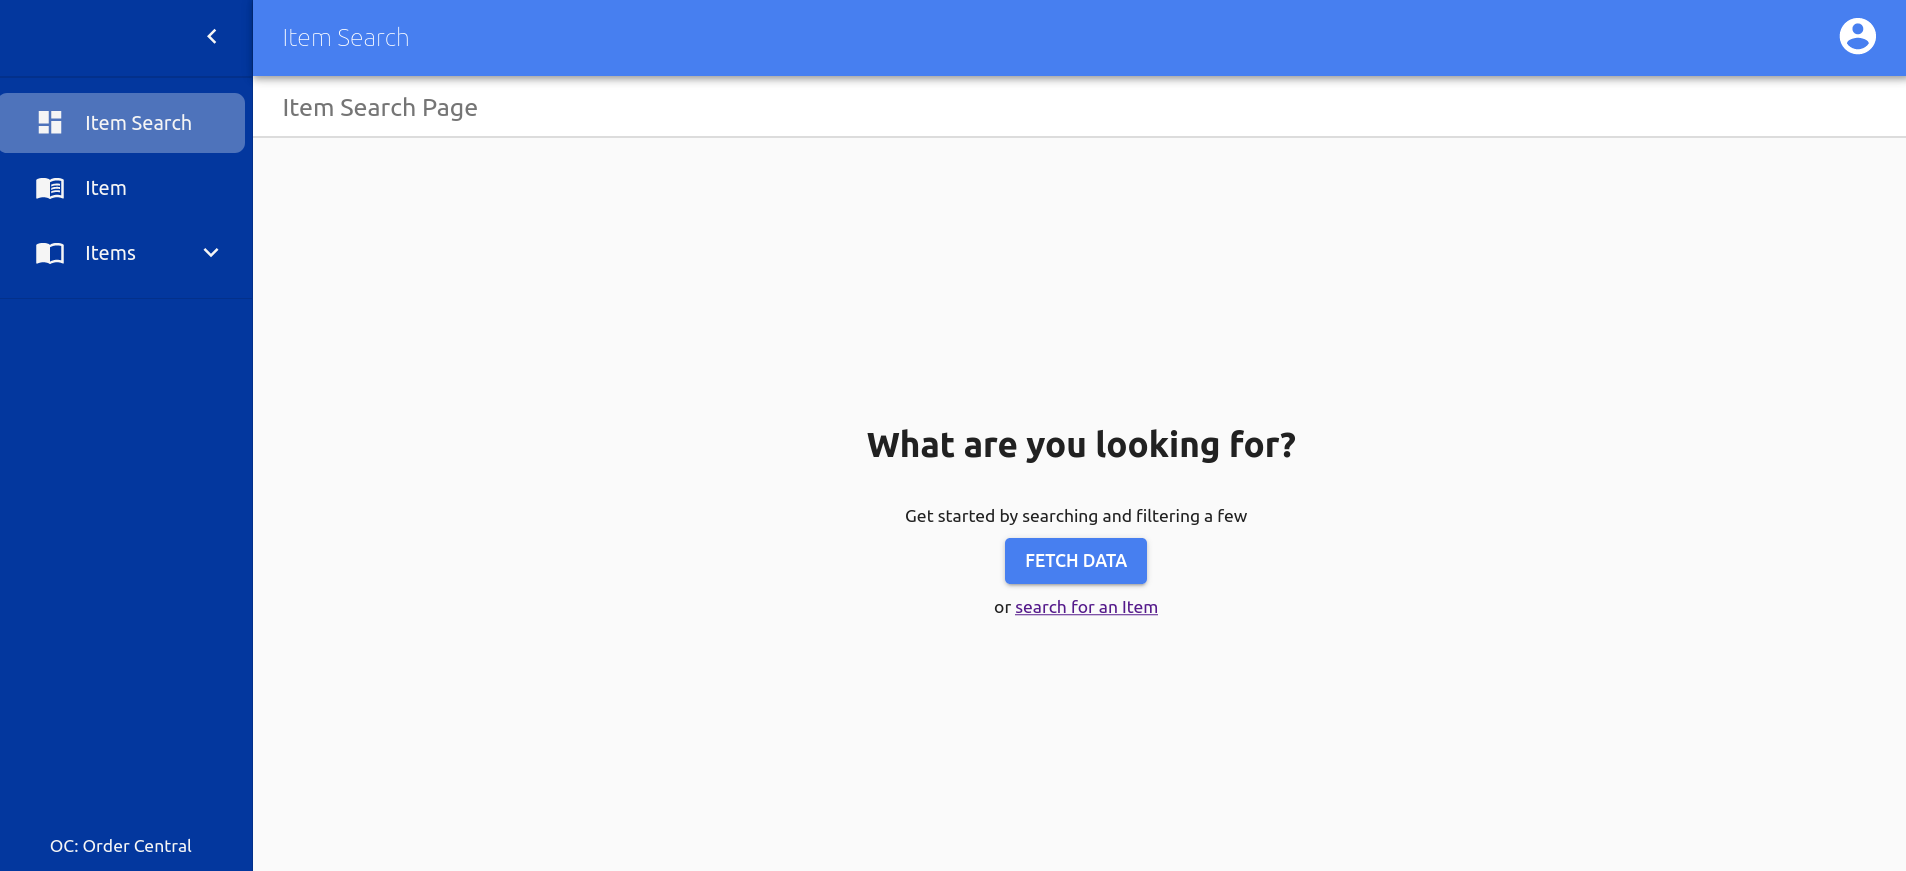 Item Search
Item Search
Item
Items
OC: Order Central
Item Search Page
What are you looking for?
Get started by searching and filtering a few
FETCH DATA
or search for an Item